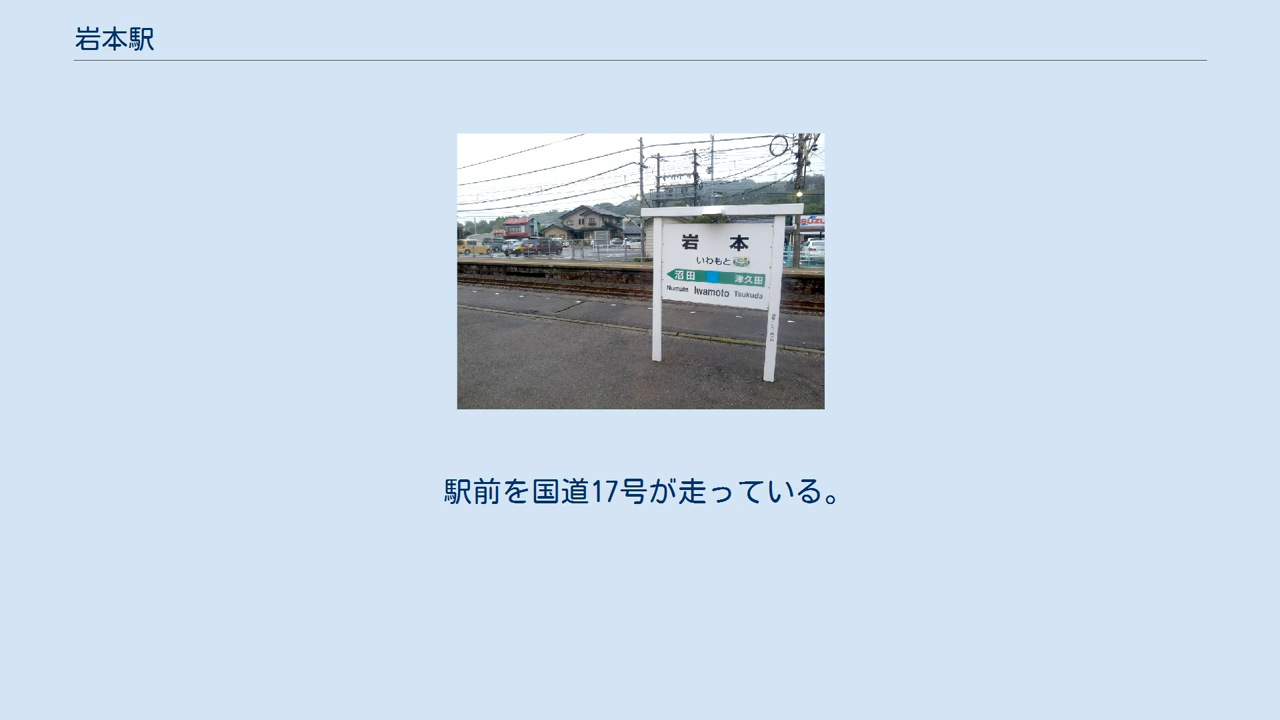 岩本駅
岩本
いわもと
沼田 津久田
Numata Iwamoto Tsukuda
駅前を国道17号が走っている。